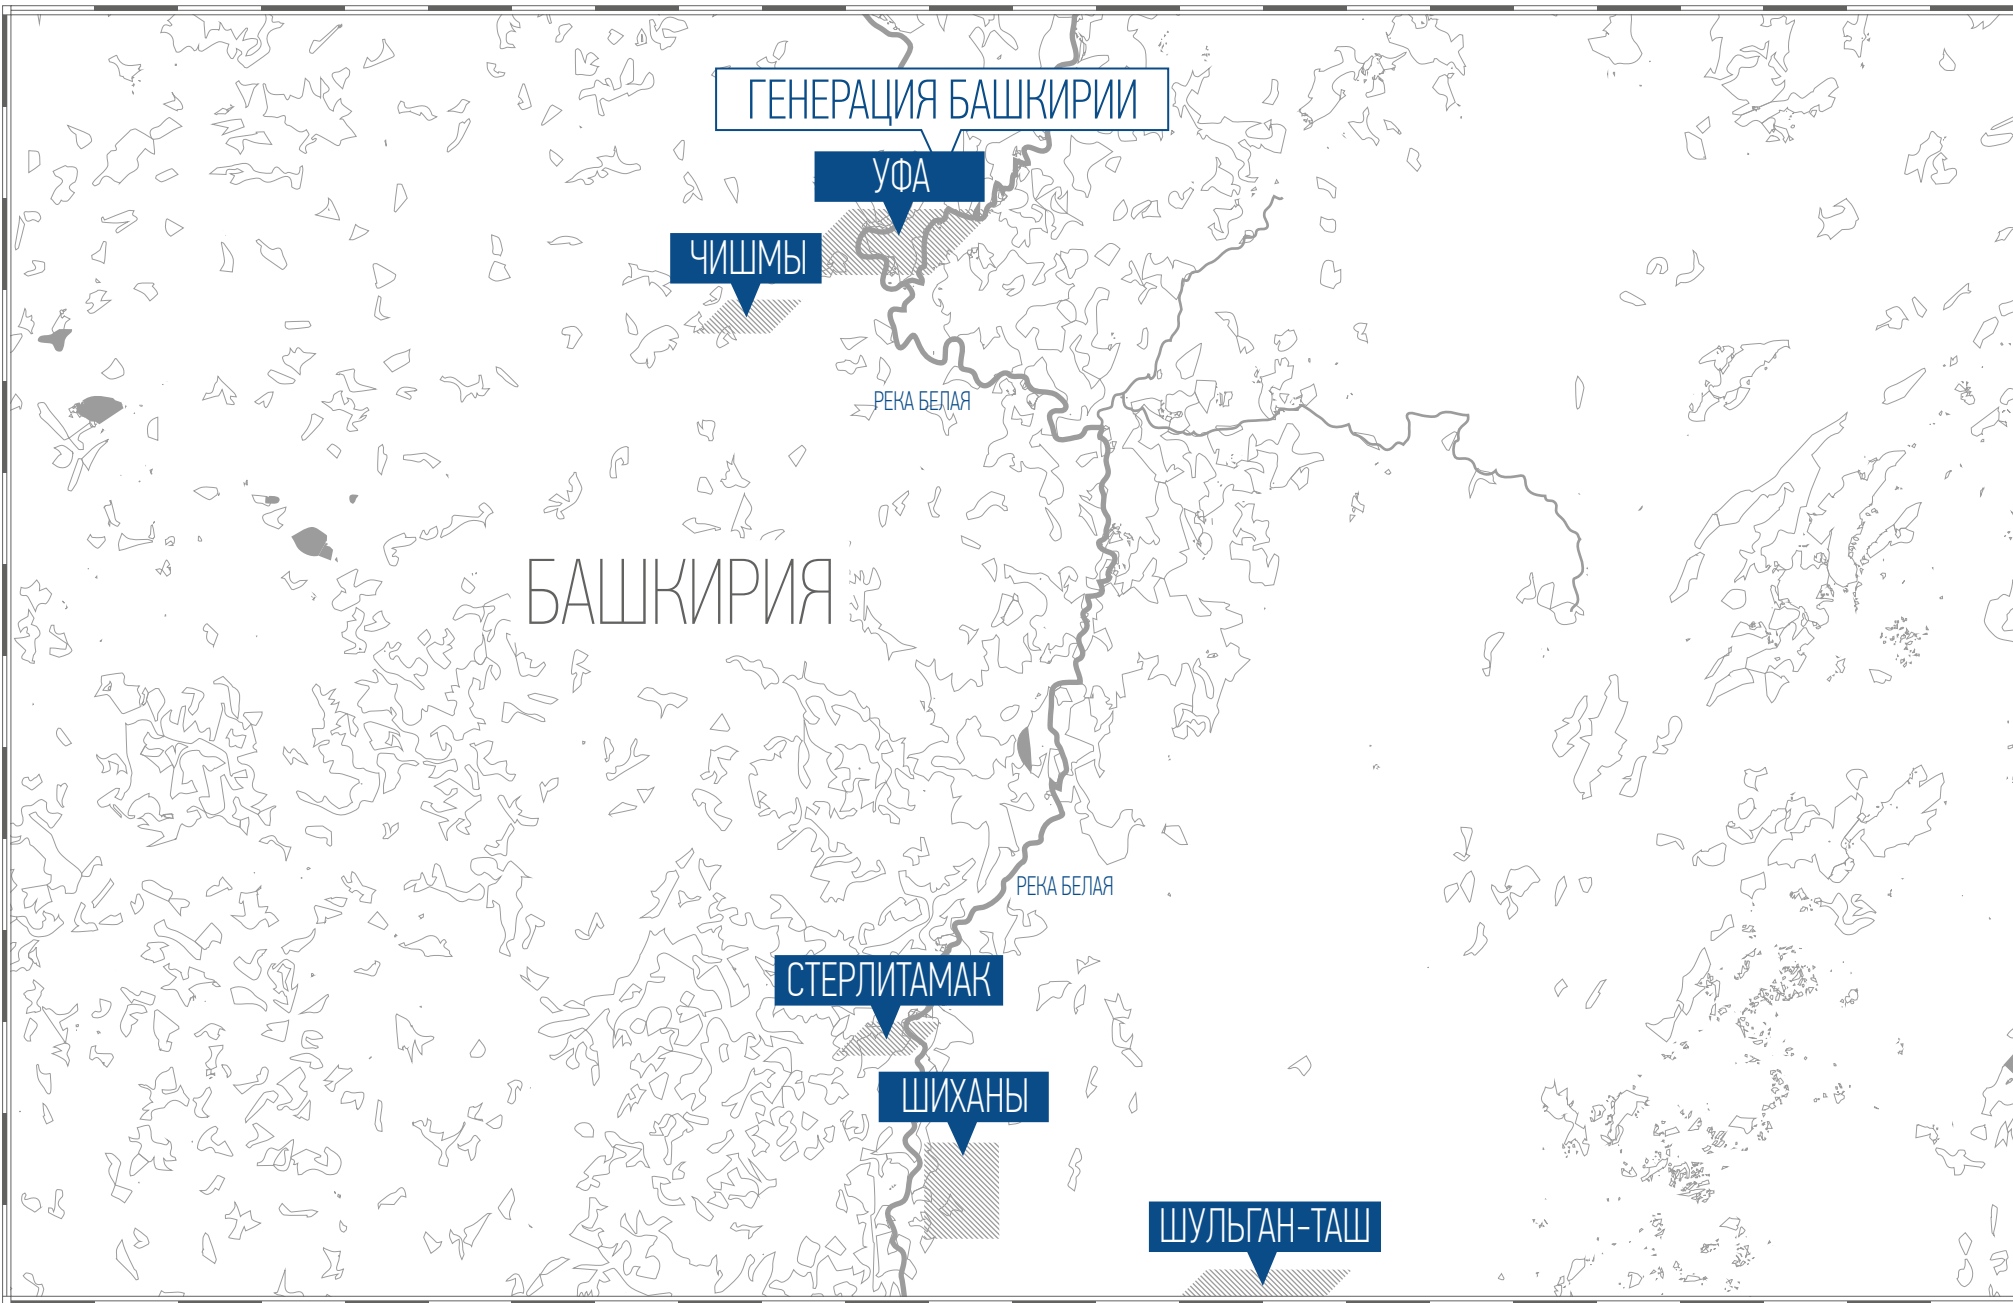 ГЕНЕРАЦИЯ БАШКИРИИ
УФА
ЧИШМЫ
РЕКА БЕЛАЯ
БАШКИРИЯ
РЕКА БЕЛАЯ
СТЕРЛИТАМАК
ШИХАНЫ
ШУЛЬГАН-ТАШ